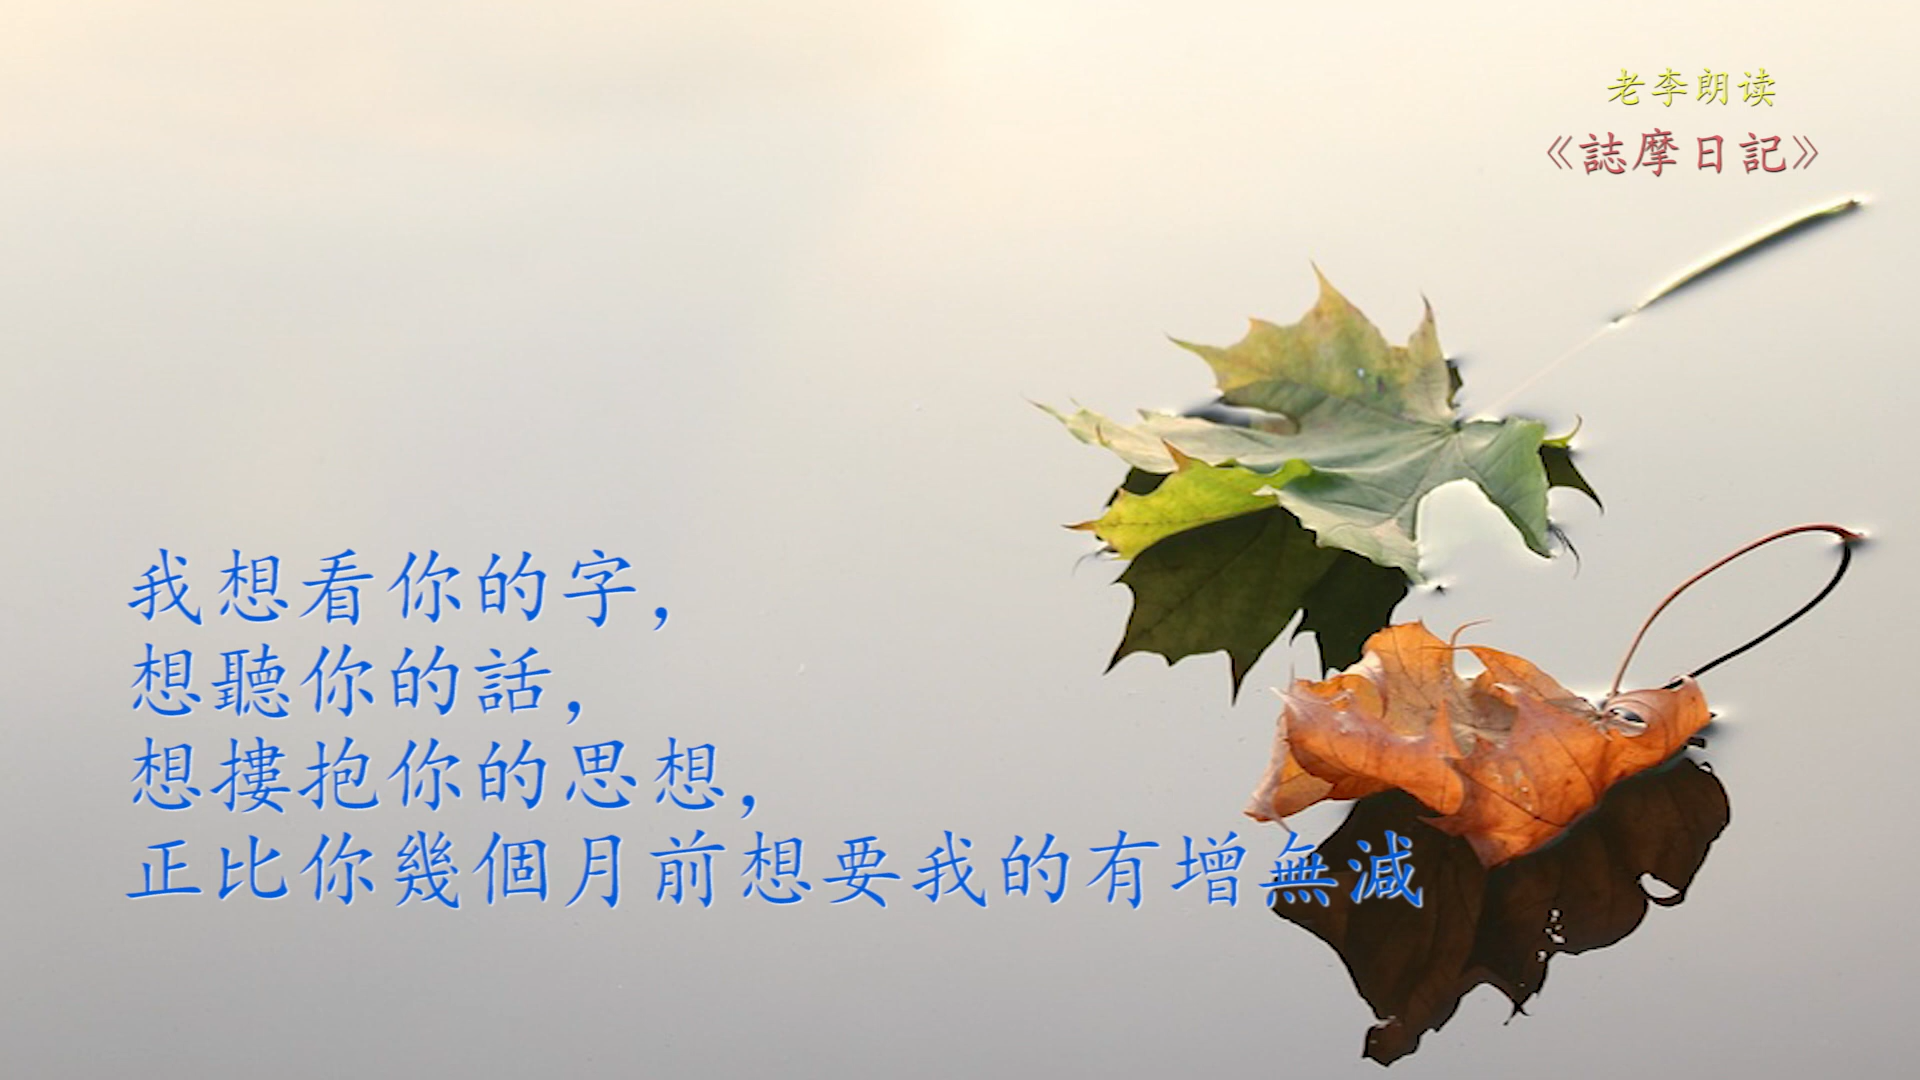 老李朗读
《誌摩日記》
我想看你的字，
想聽你的話，
想摟抱你的思想，
正比你幾個月前想要我的有增無減